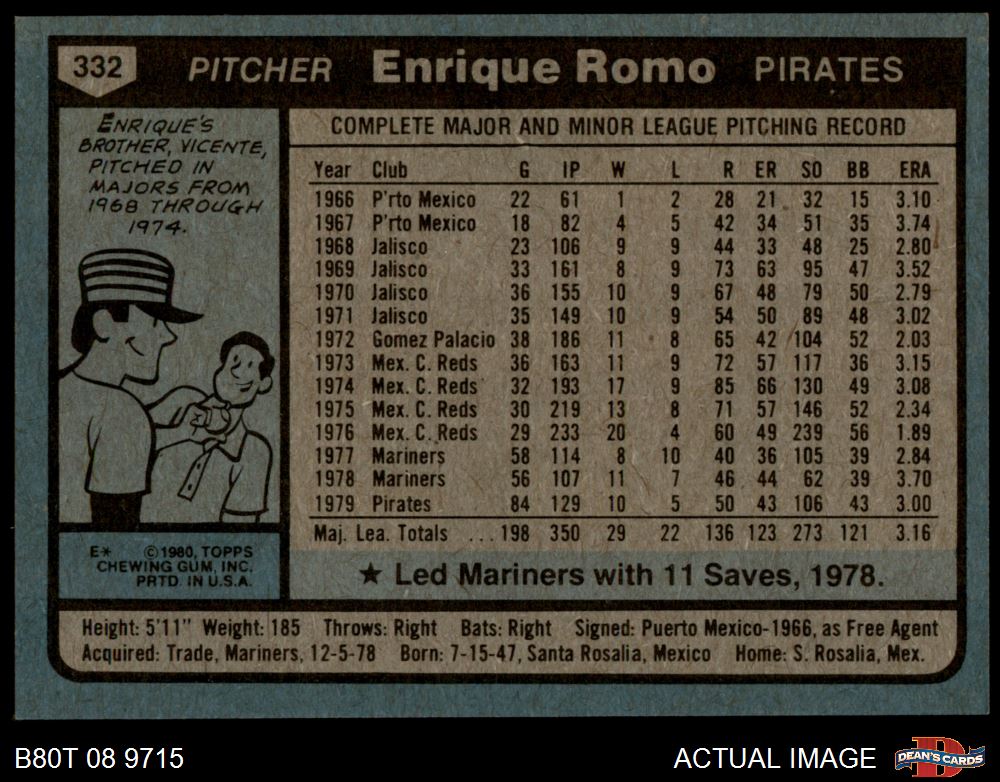 332 PITCHER Enrique Romo PIRATES
ENRIQUE'S
BROTHER, VICENTE,
PITCHED IN
MAJORS FROM
1968 THROUGH
1974.
COMPLETE MAJOR AND MINOR LEAGUE PITCHING RECORD
Year Club G IP W L R ER SO BB ERA
1966 P'rto Mexico 22 61 1 2 28 21 32 15 3.10
1967 P'rto Mexico 18 82 4 5 42 34 51 35 3.74
1968 Jalisco 23 106 9 9 44 33 48 25 2.80
1969 Jalisco 33 161 8 9 73 63 95 47 3.52
1970 Jalisco 36 155 10 9 67 48 79 50 2.79
1971 Jalisco 35 149 10 9 54 50 89 48 3.02
1972 Gomez Palacio 38 186 11 8 65 42 104 52 2.03
1973 Mex. C. Reds 36 163 11 9 72 57 117 36 3.15
1974 Mex. C. Reds 32 193 17 9 85 66 130 49 3.08
1975 Mex. C. Reds 30 219 13 8 71 57 146 52 2.34
1976 Mex. C. Reds 29 233 20 4 60 49 239 56 1.89
1977 Mariners 58 114 8 10 40 36 105 39 2.84
1978 Mariners 56 107 11 7 46 44 62 39 3.70
1979 Pirates 84 129 10 5 50 43 106 43 3.00
Maj. Lea. Totals ... 198 350 29 22 136 123 273 121 3.16
★ Led Mariners with 11 Saves, 1978.
E* ©1980, TOPPS
CHEWING GUM, INC.
PRTD. IN U.S.A.
Height: 5'11" Weight: 185 Throws: Right Bats: Right Signed: Puerto Mexico-1966, as Free Agent
Acquired: Trade, Mariners, 12-5-78 Born: 7-15-47, Santa Rosalia, Mexico Home: S. Rosalia, Mex.
B80T 08 9715
ACTUAL IMAGE
D
DEAN'S CARDS